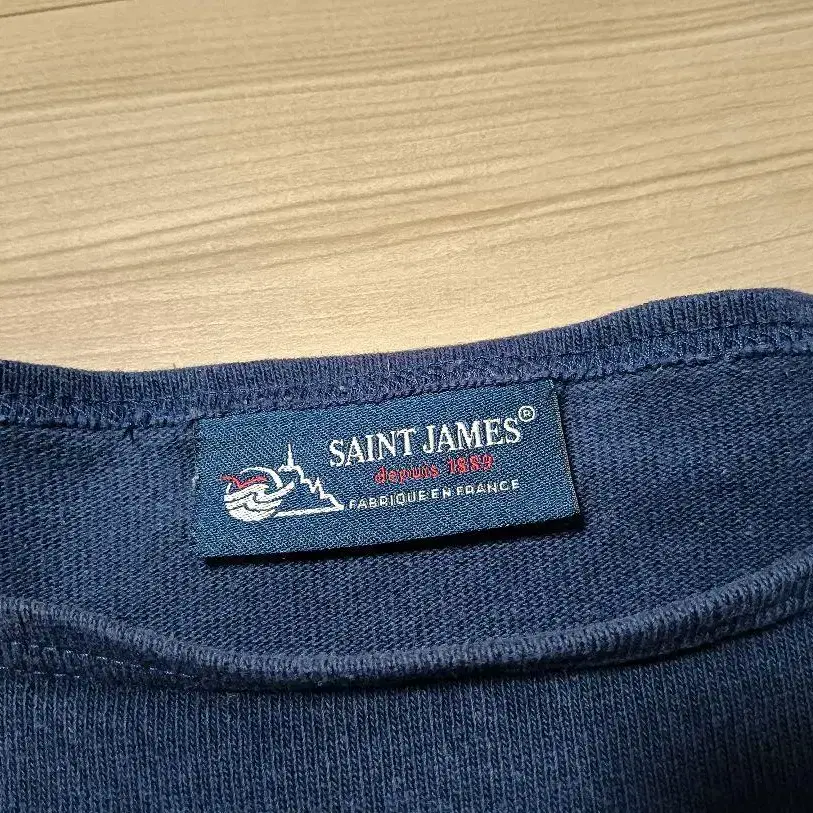 SAINT JAMES®
depuis 1889
FABRIQUE EN FRANCE